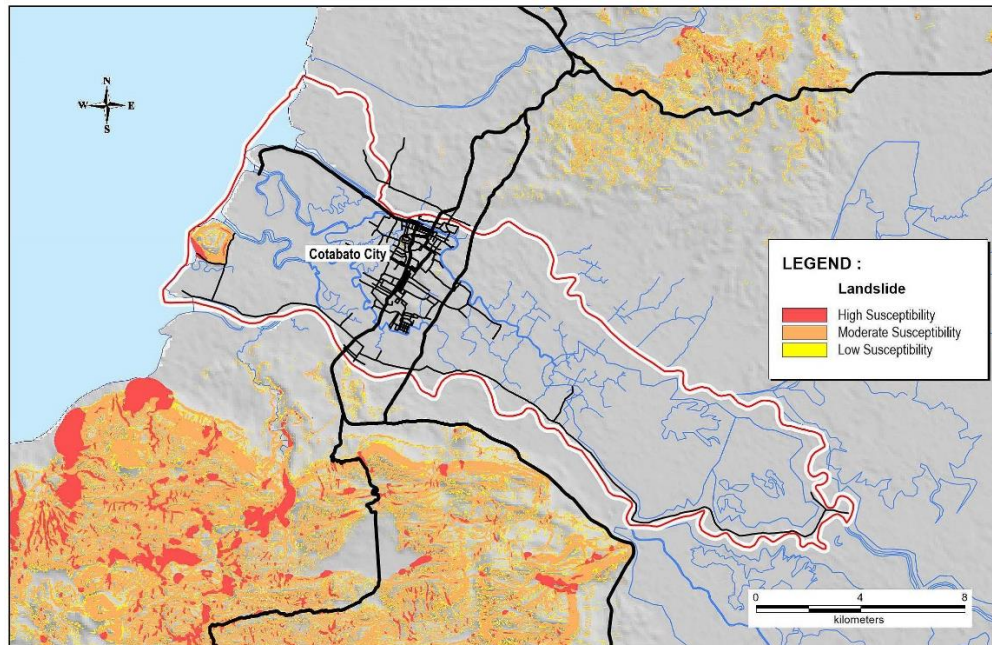 N
W E
S
Cotabato City
LEGEND :
Landslide
High Susceptibility
Moderate Susceptibility
Low Susceptibility
0 4 8
kilometers